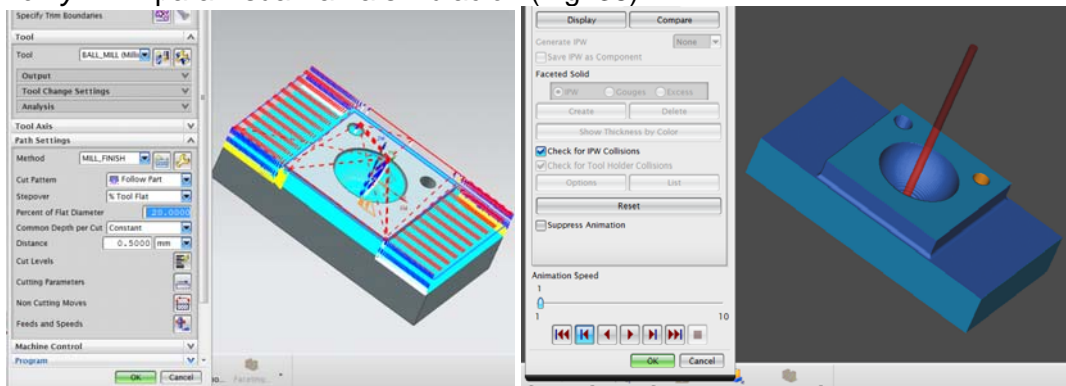 Specify Trim Boundaries
Tool
Tool BALL_MILL (Millin
Output
Tool Change Settings
Analysis
Tool Axis
Path Settings
Method MILL_FINISH
Cut Pattern Follow Part
Stepover % Tool Flat
Percent of Flat Diameter 20.0000
Common Depth per Cut Constant
Distance 0.5000 mm
Cut Levels
Cutting Parameters
Non Cutting Moves
Feeds and Speeds
Machine Control
Program
OK Cancel
Display Compare
Generate IPW None
Save IPW as Component
Faceted Solid
IPW Gouges Excess
Create Delete
Show Thickness by Color
Check for IPW Collisions
Check for Tool Holder Collisions
Options List
Reset
Suppress Animation
Animation Speed
1
1 10
OK Cancel